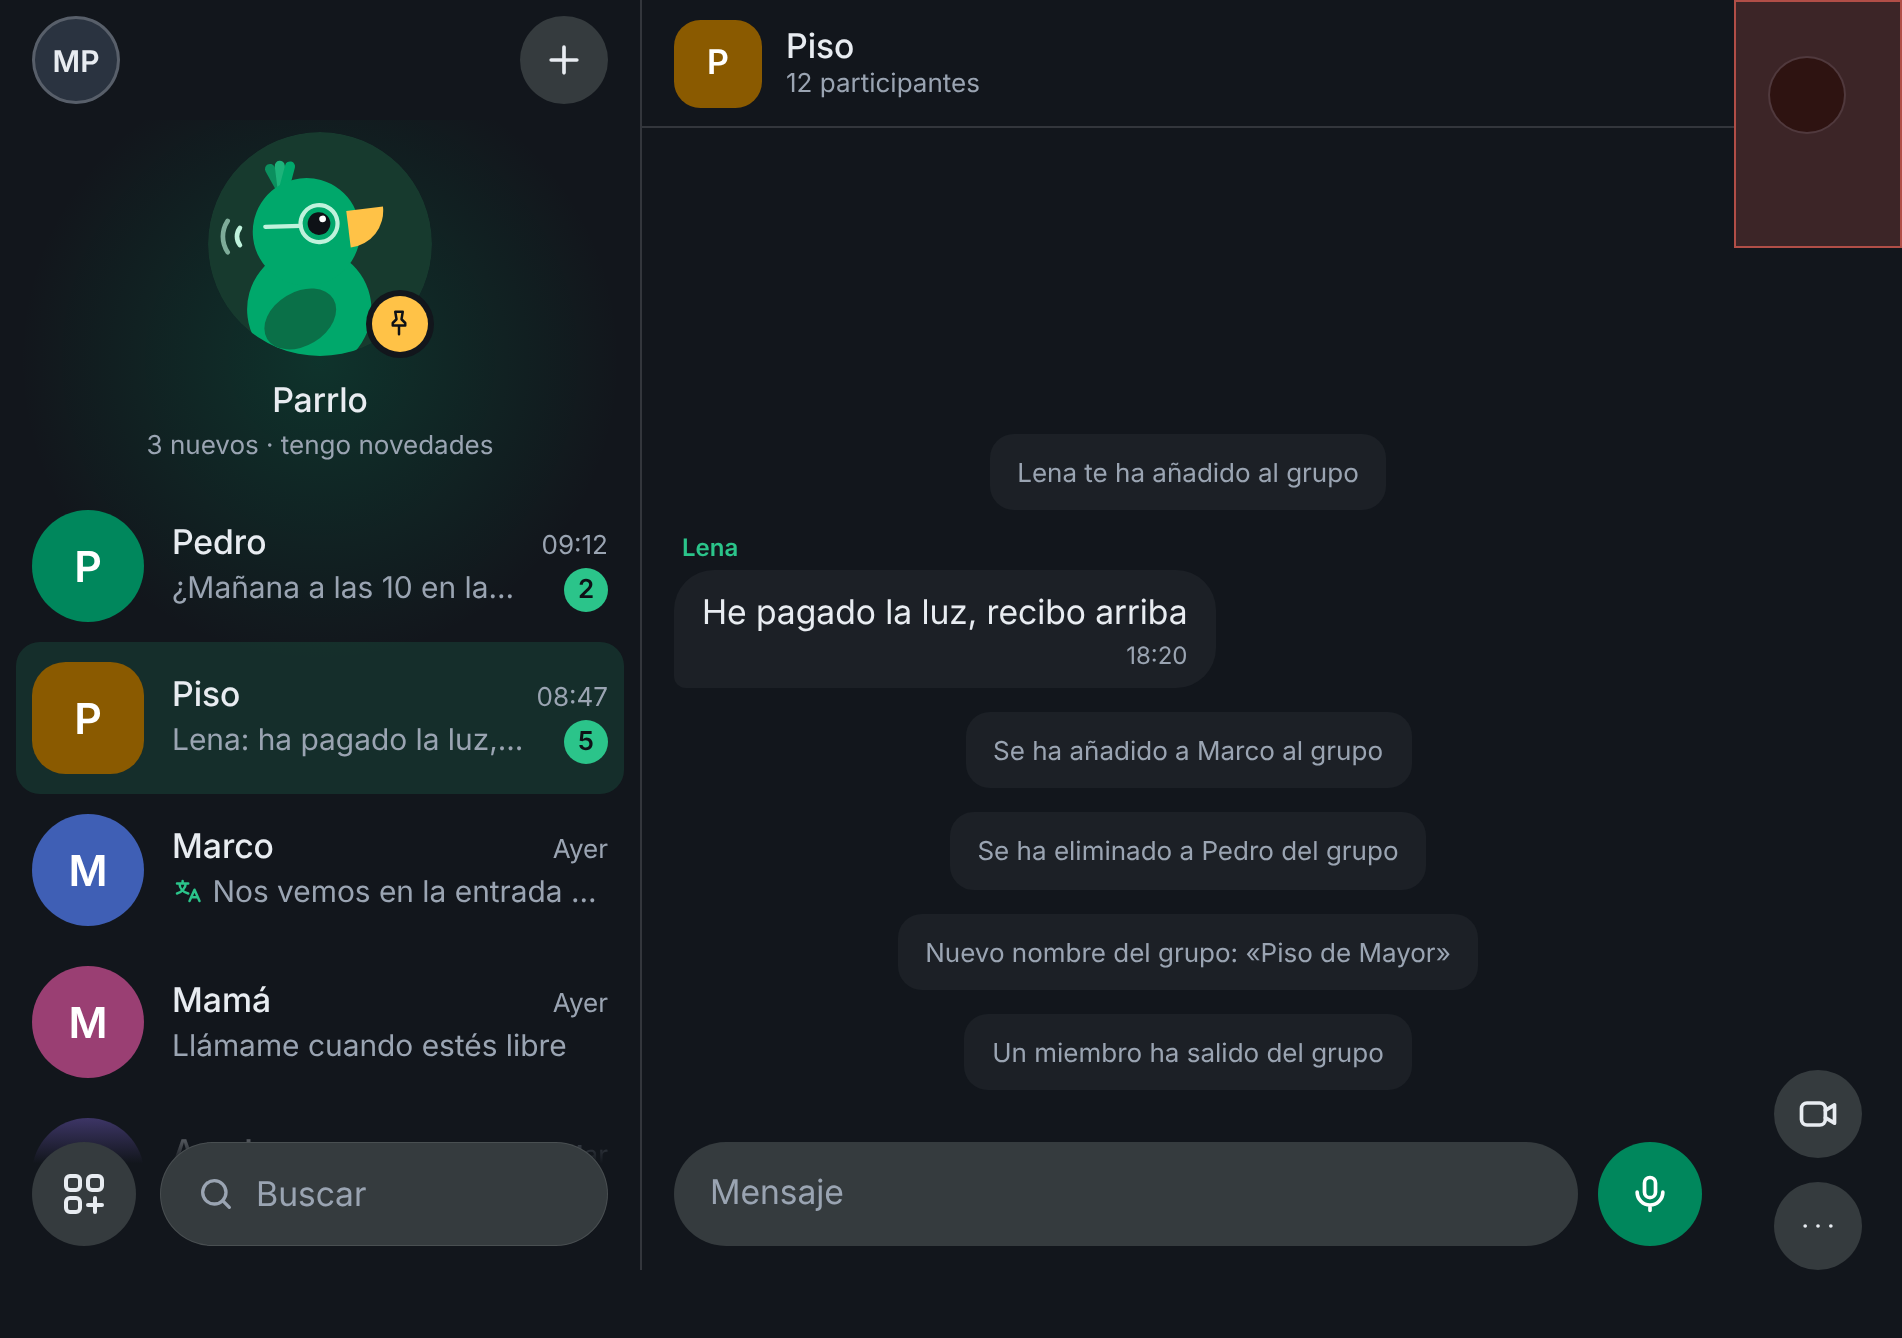 MP
Parrlo
3 nuevos · tengo novedades
P
Pedro
09:12
¿Mañana a las 10 en la...
2
P
Piso
08:47
Lena: ha pagado la luz,...
5
M
Marco
Ayer
Nos vemos en la entrada ...
M
Mamá
Ayer
Llámame cuando estés libre
Buscar
P
Piso
12 participantes
Lena te ha añadido al grupo
Lena
He pagado la luz, recibo arriba
18:20
Se ha añadido a Marco al grupo
Se ha eliminado a Pedro del grupo
Nuevo nombre del grupo: «Piso de Mayor»
Un miembro ha salido del grupo
Mensaje